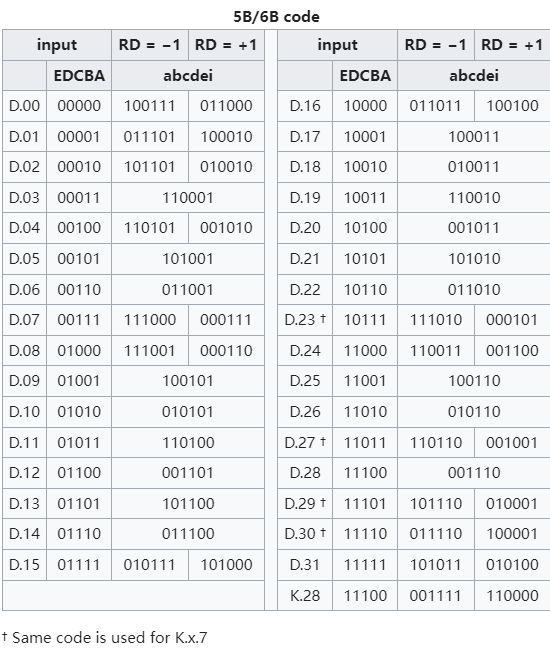 5B/6B code
input RD = −1 RD = +1 input RD = −1 RD = +1
EDCBA abcdei EDCBA abcdei
D.00 00000 100111 011000 D.16 10000 011011 100100
D.01 00001 011101 100010 D.17 10001 100011
D.02 00010 101101 010010 D.18 10010 010011
D.03 00011 110001 D.19 10011 110010
D.04 00100 110101 001010 D.20 10100 001011
D.05 00101 101001 D.21 10101 101010
D.06 00110 011001 D.22 10110 011010
D.07 00111 111000 000111 D.23 † 10111 111010 000101
D.08 01000 111001 000110 D.24 11000 110011 001100
D.09 01001 100101 D.25 11001 100110
D.10 01010 010101 D.26 11010 010110
D.11 01011 110100 D.27 † 11011 110110 001001
D.12 01100 001101 D.28 11100 001110
D.13 01101 101100 D.29 † 11101 101110 010001
D.14 01110 011100 D.30 † 11110 011110 100001
D.15 01111 010111 101000 D.31 11111 101011 010100
K.28 11100 001111 110000
† Same code is used for K.x.7